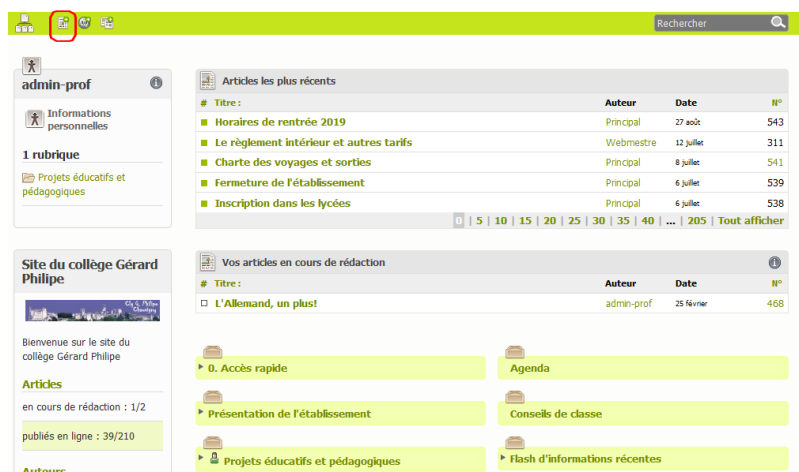 Rechercher
admin-prof
Informations
personnelles
1 rubrique
Projets éducatifs et
pédagogiques
Articles les plus récents
# Titre : Auteur Date N°
Horaires de rentrée 2019 Principal 27 août 543
Le règlement intérieur et autres tarifs Webmestre 12 juillet 311
Charte des voyages et sorties Principal 8 juillet 541
Fermeture de l'établissement Principal 6 juillet 539
Inscription dans les lycées Principal 6 juillet 538
0 | 5 | 10 | 15 | 20 | 25 | 30 | 35 | 40 | ... | 205 | Tout afficher
Site du collège Gérard
Philipe
Clg G. Philipe
Bienvenue sur le site du
collège Gérard Philipe
Articles
en cours de rédaction : 1/2
publiés en ligne : 39/210
Auteurs
Vos articles en cours de rédaction
# Titre : Auteur Date N°
L'Allemand, un plus! admin-prof 25 février 468
0. Accès rapide
Agenda
Présentation de l'établissement
Conseils de classe
Projets éducatifs et pédagogiques
Flash d'informations récentes